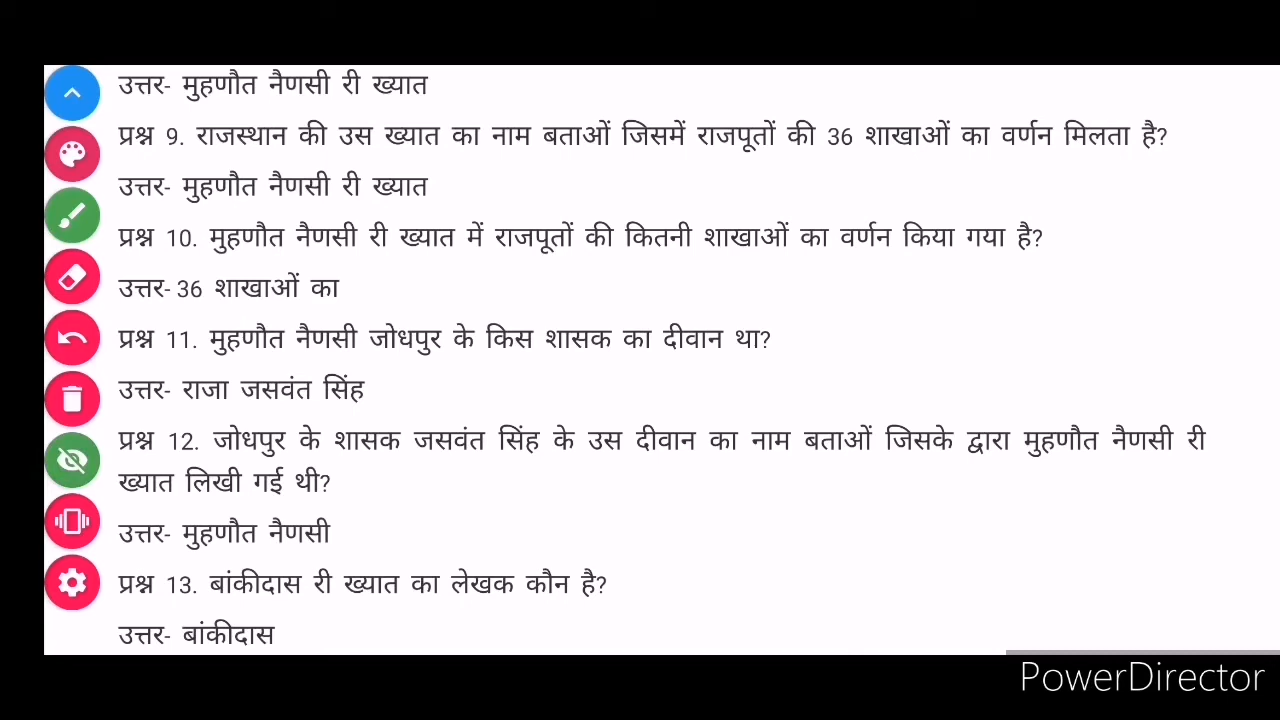 उत्तर- मुहणौत नैणसी री ख्यात
प्रश्न 9. राजस्थान की उस ख्यात का नाम बताओं जिसमें राजपूतों की 36 शाखाओं का वर्णन मिलता है?
उत्तर- मुहणौत नैणसी री ख्यात
प्रश्न 10. मुहणौत नैणसी री ख्यात में राजपूतों की कितनी शाखाओं का वर्णन किया गया है?
उत्तर- 36 शाखाओं का
प्रश्न 11. मुहणौत नैणसी जोधपुर के किस शासक का दीवान था?
उत्तर- राजा जसवंत सिंह
प्रश्न 12. जोधपुर के शासक जसवंत सिंह के उस दीवान का नाम बताओं जिसके द्वारा मुहणौत नैणसी री
ख्यात लिखी गई थी?
उत्तर- मुहणौत नैणसी
प्रश्न 13. बांकीदास री ख्यात का लेखक कौन है?
उत्तर- बांकीदास
PowerDirector